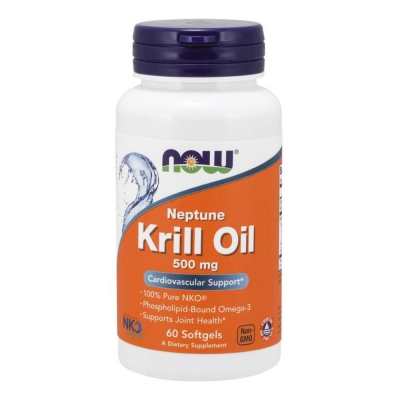 NOW
Neptune
Krill Oil
500 mg
Cardiovascular Support*
•100% Pure NKO®
•Phospholipid-Bound Omega-3
•Supports Joint Health*
60 Softgels
A Dietary Supplement
NKO
Non-
GMO